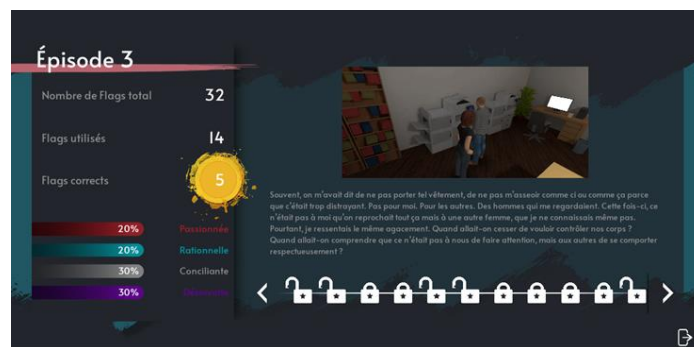 Épisode 3
Nombre de Flags total 32
Flags utilisés 14
Flags corrects 5
20% Passionnée
20% Rationnelle
30% Conciliante
30%
Souvent, on m'avait dit de ne pas porter tel vêtement, de ne pas m'asseoir comme ci ou comme ça parce
que c'était trop distrayant. Pas pour moi. Pour les autres. Des hommes qui me regardaient. Cette fois-ci, ce
n'était pas à moi qu'on reprochait tout ça mais à une autre femme, que je ne connaissais même pas.
Pourtant, je ressentais le même agacement. Quand allait-on cesser de vouloir contrôler nos corps ?
Quand allait-on comprendre que ce n'était pas à nous de faire attention, mais aux autres de se comporter
respectueusement ?